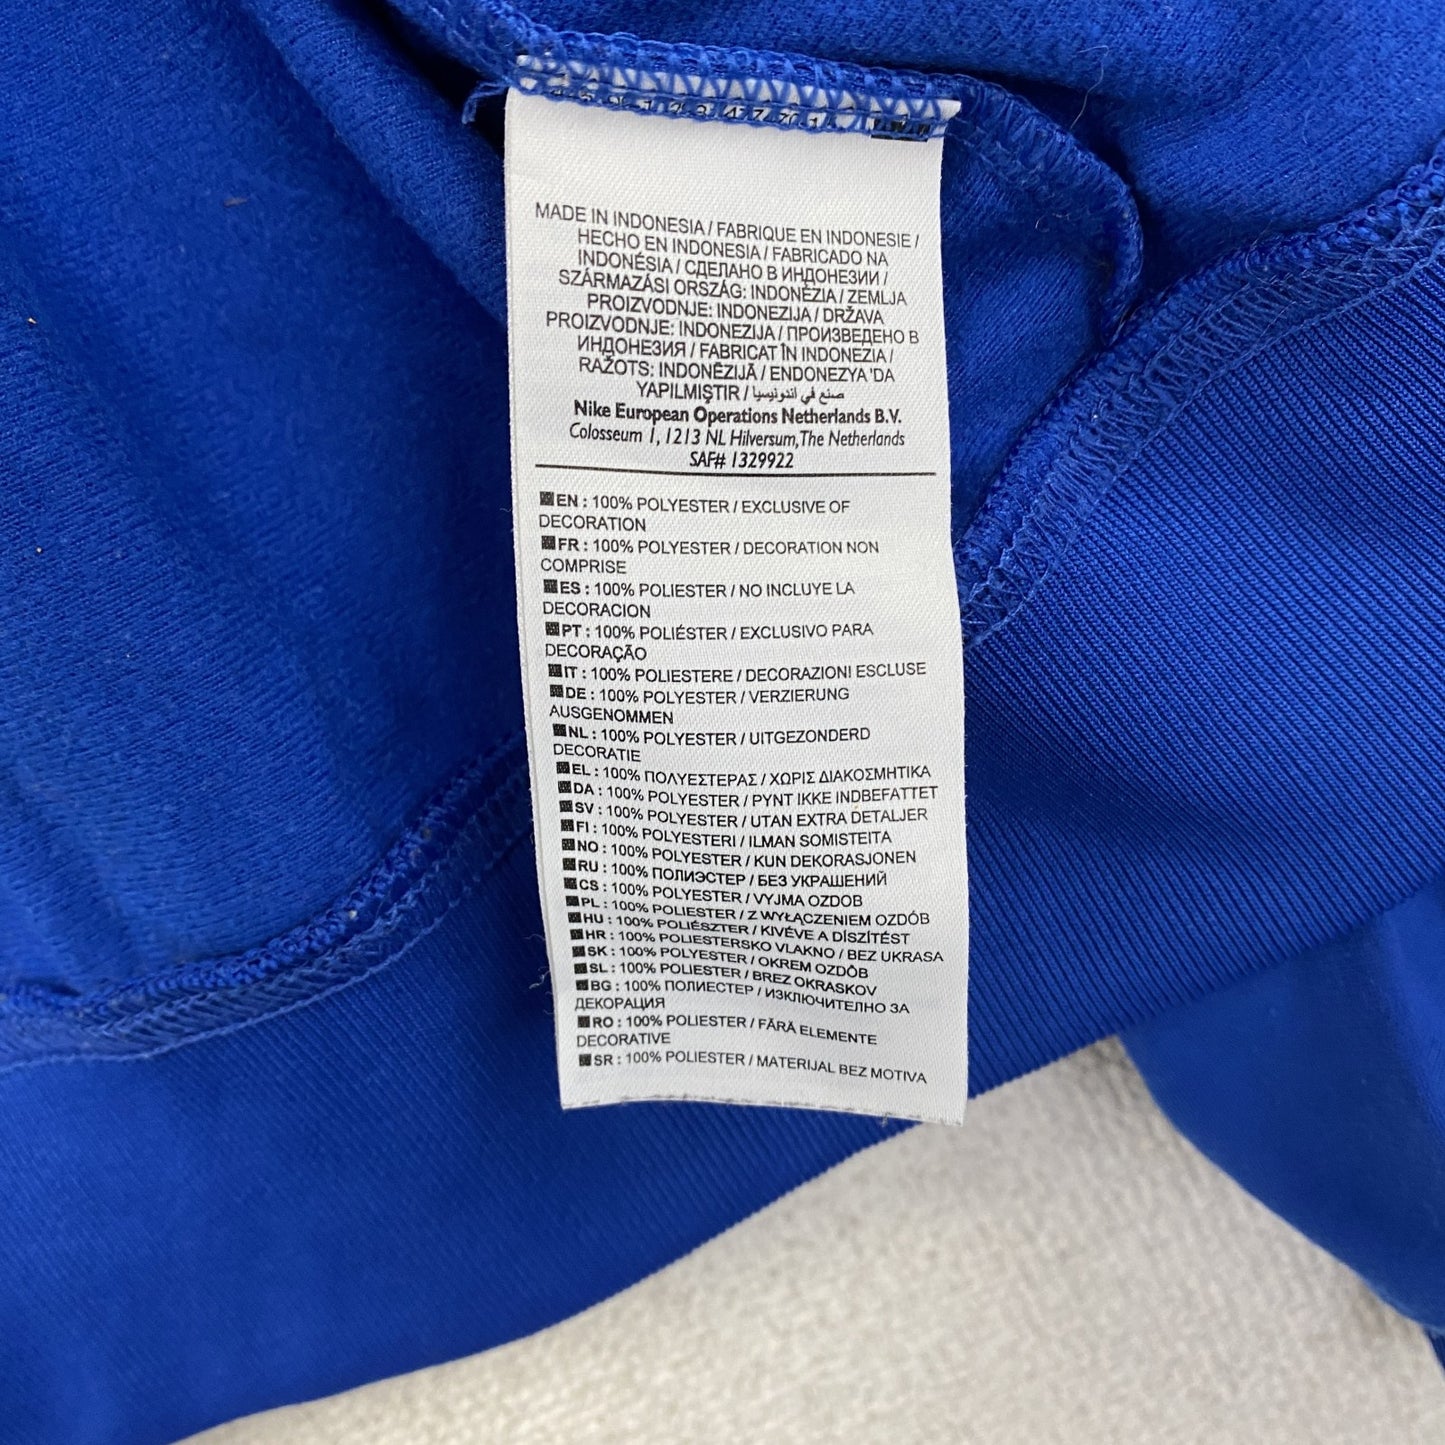 MADE IN INDONESIA / FABRIQUE EN INDONESIE /
HECHO EN INDONESIA / FABRICADO NA
INDONÉSIA / СДЕЛАНО В ИНДОНЕЗИИ /
SZÁRMAZÁSI ORSZÁG: INDONÉZIA / ZEMLJA
PROIZVODNJE: INDONEZIJA / DRŽAVA
PROIZVODNJE: INDONEZIJA / ПРОИЗВЕДЕНО В
ИНДОНЕЗИЯ / FABRICAT ÎN INDONEZIA /
RAŽOTS: INDONĒZIJĀ / ENDONEZYA 'DA
YAPILMIŞTIR / صنع في اندونيسيا
Nike European Operations Netherlands B.V.
Colosseum 1, 1213 NL Hilversum,The Netherlands
SAF# 1329922
EN : 100% POLYESTER / EXCLUSIVE OF
DECORATION
FR : 100% POLYESTER / DECORATION NON
COMPRISE
ES : 100% POLIESTER / NO INCLUYE LA
DECORACION
PT : 100% POLIÉSTER / EXCLUSIVO PARA
DECORAÇÃO
IT : 100% POLIESTERE / DECORAZIONI ESCLUSE
DE : 100% POLYESTER / VERZIERUNG
AUSGENOMMEN
NL : 100% POLYESTER / UITGEZONDERD
DECORATIE
EL : 100% ΠΟΛΥΕΣΤΕΡΑΣ / ΧΩΡΙΣ ΔΙΑΚΟΣΜΗΤΙΚΑ
DA : 100% POLYESTER / PYNT IKKE INDBEFATTET
SV : 100% POLYESTER / UTAN EXTRA DETALJER
FI : 100% POLYESTERI / ILMAN SOMISTEITA
NO : 100% POLYESTER / KUN DEKORASJONEN
RU : 100% ПОЛИЭСТЕР / БЕЗ УКРАШЕНИЙ
CS : 100% POLYESTER / VYJMA OZDOB
PL : 100% POLIESTER / Z WYŁĄCZENIEM OZDÓB
HU : 100% POLIÉSZTER / KIVÉVE A DÍSZÍTÉST
HR : 100% POLIESTERSKO VLAKNO / BEZ UKRASA
SK : 100% POLYESTER / OKREM OZDÔB
SL : 100% POLIESTER / BREZ OKRASKOV
BG : 100% ПОЛИЕСТЕР / ИЗКЛЮЧИТЕЛНО ЗА
ДЕКОРАЦИЯ
RO : 100% POLIESTER / FĂRĂ ELEMENTE
DECORATIVE
SR : 100% POLIESTER / MATERIJAL BEZ MOTIVA